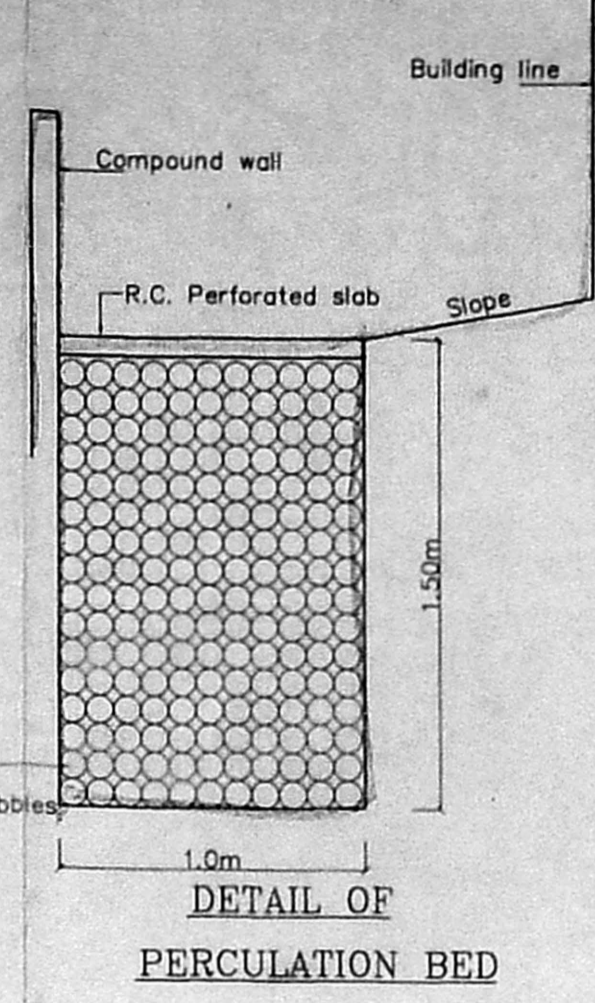 Building line
Compound wall
R.C. Perforated slab
Slope
1.50m
1.0m
DETAIL OF
PERCULATION BED